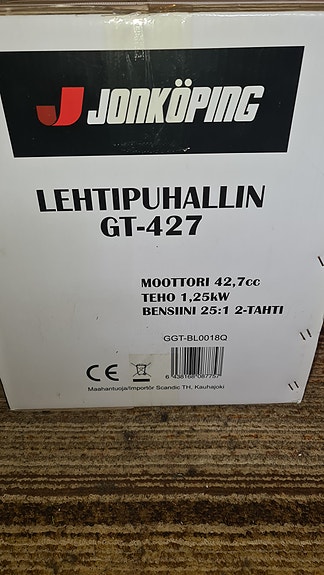 JONKÖPING
LEHTIPUHALLIN
GT-427
MOOTTORI 42,7cc
TEHO 1,25kW
BENSIINI 25:1 2-TAHTI
GGT-BL0018Q
CE
Maahantuoja/Importör Scandic TH, Kauhajoki